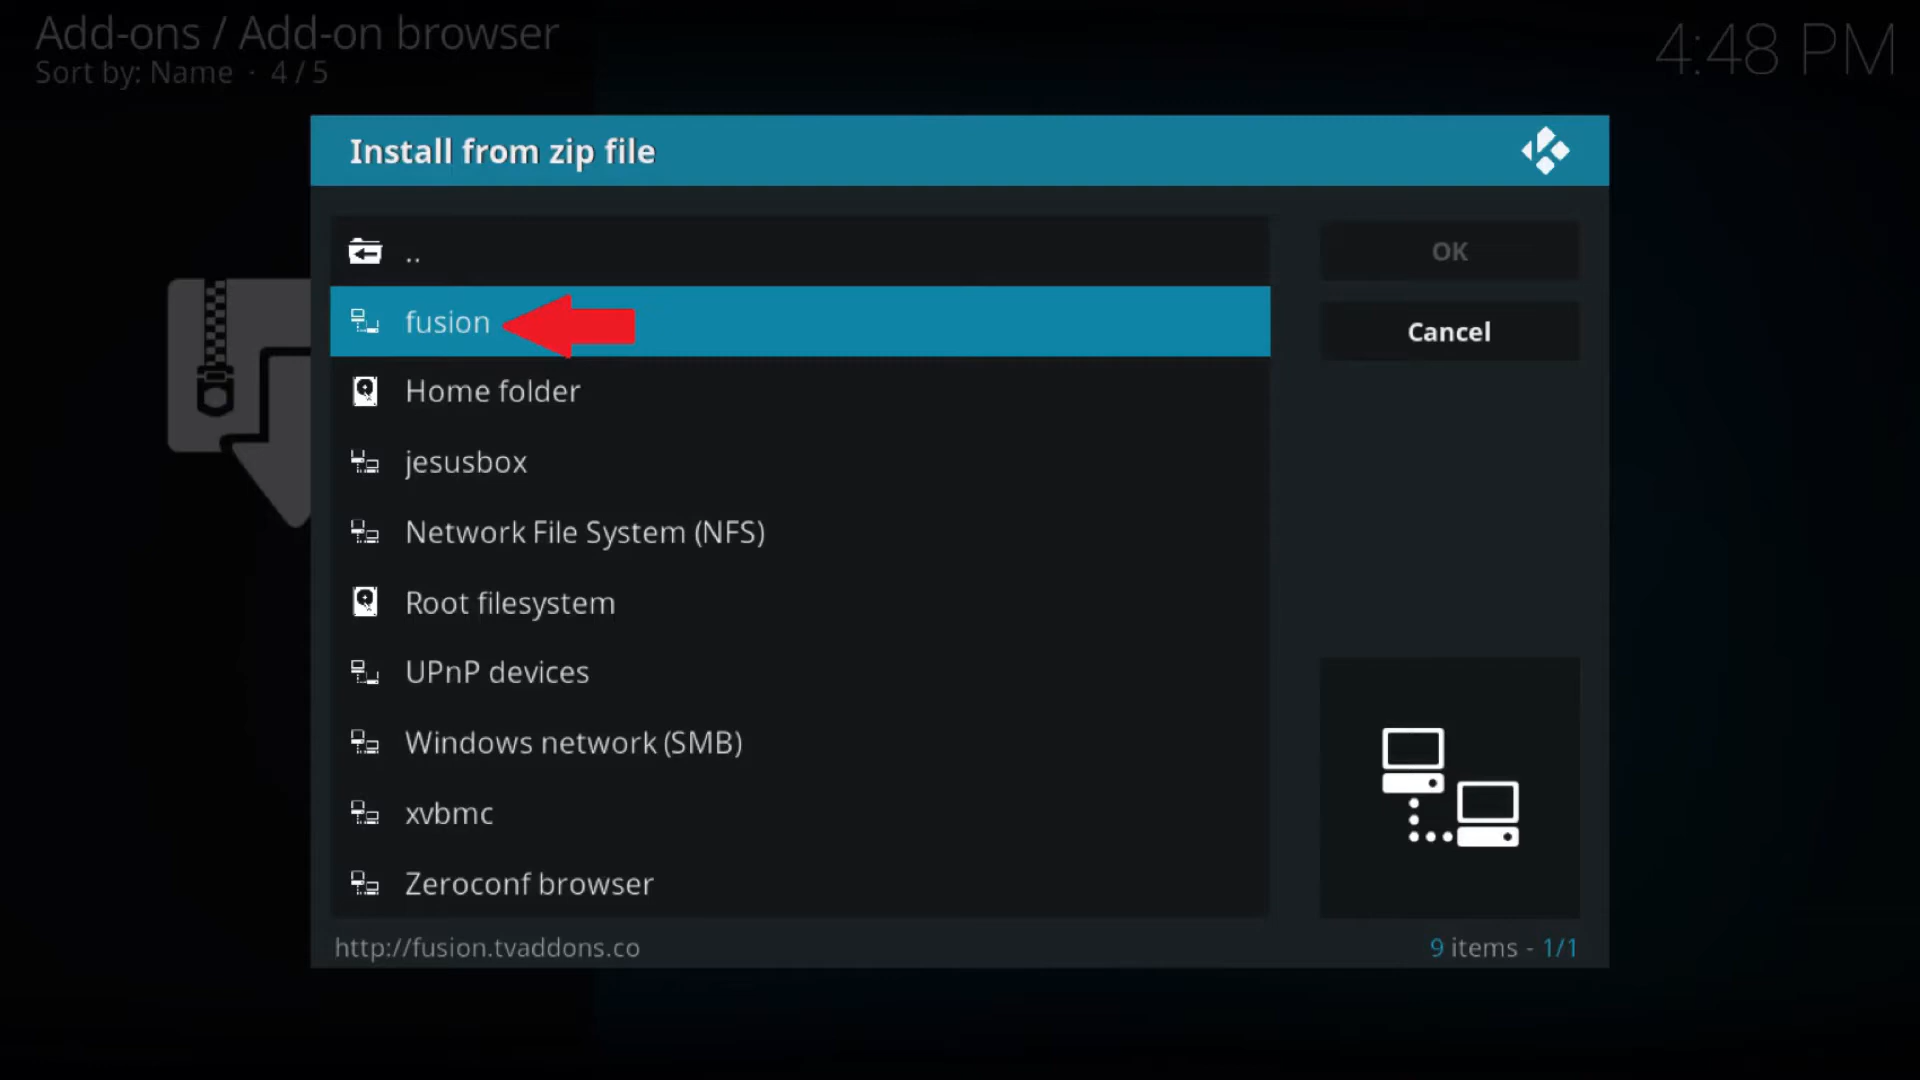 Add-ons / Add-on browser
Sort by: Name · 4 / 5
4:48 PM
Install from zip file
..
fusion
Home folder
jesusbox
Network File System (NFS)
Root filesystem
UPnP devices
Windows network (SMB)
xvbmc
Zeroconf browser
OK
Cancel
http://fusion.tvaddons.co
9 items - 1/1